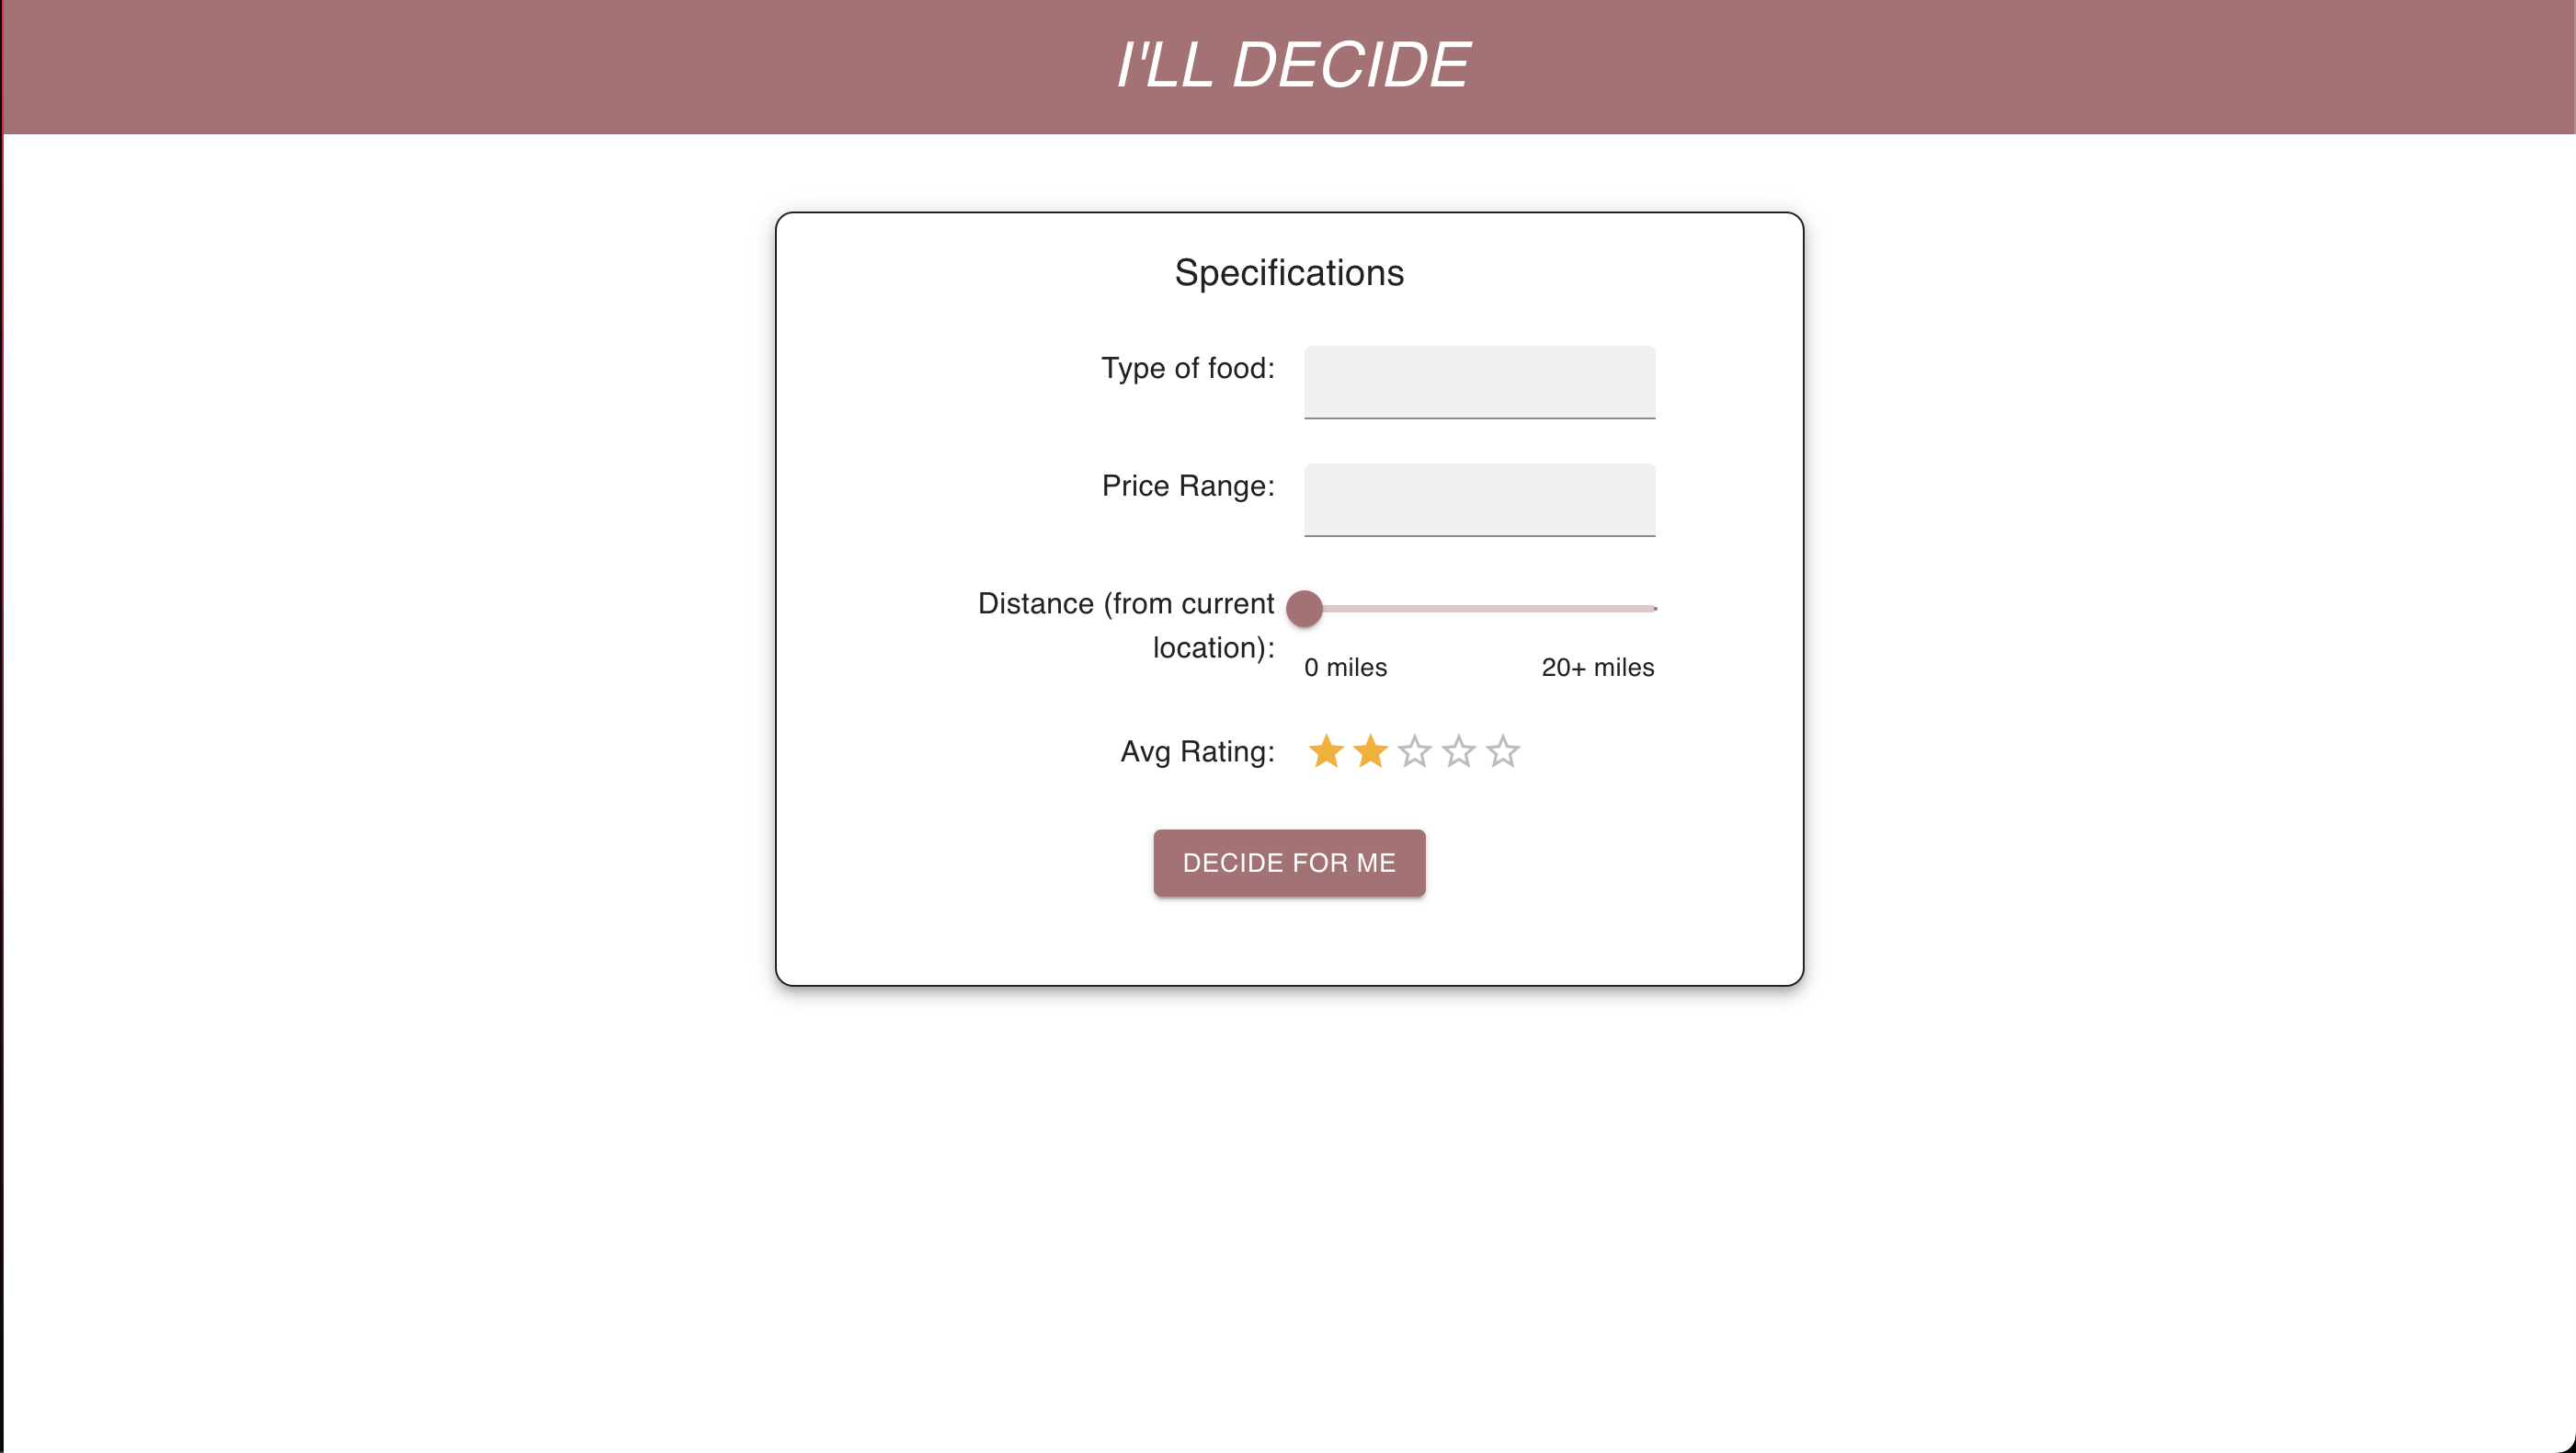 I'LL DECIDE
Specifications
Type of food:
Price Range:
Distance (from current
location):
0 miles 20+ miles
Avg Rating:
DECIDE FOR ME